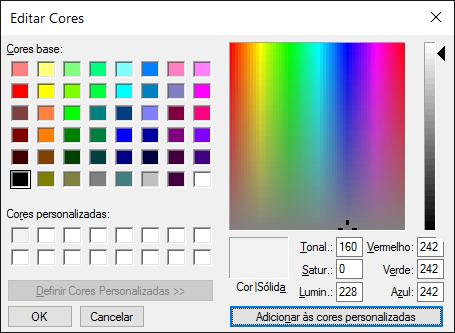 Editar Cores
Cores base:
Cores personalizadas:
Definir Cores Personalizadas >>
OK
Cancelar
Cor|Sólida
Tonal.: 160
Vermelho: 242
Satur.: 0
Verde: 242
Lumin.: 228
Azul: 242
Adicionar às cores personalizadas